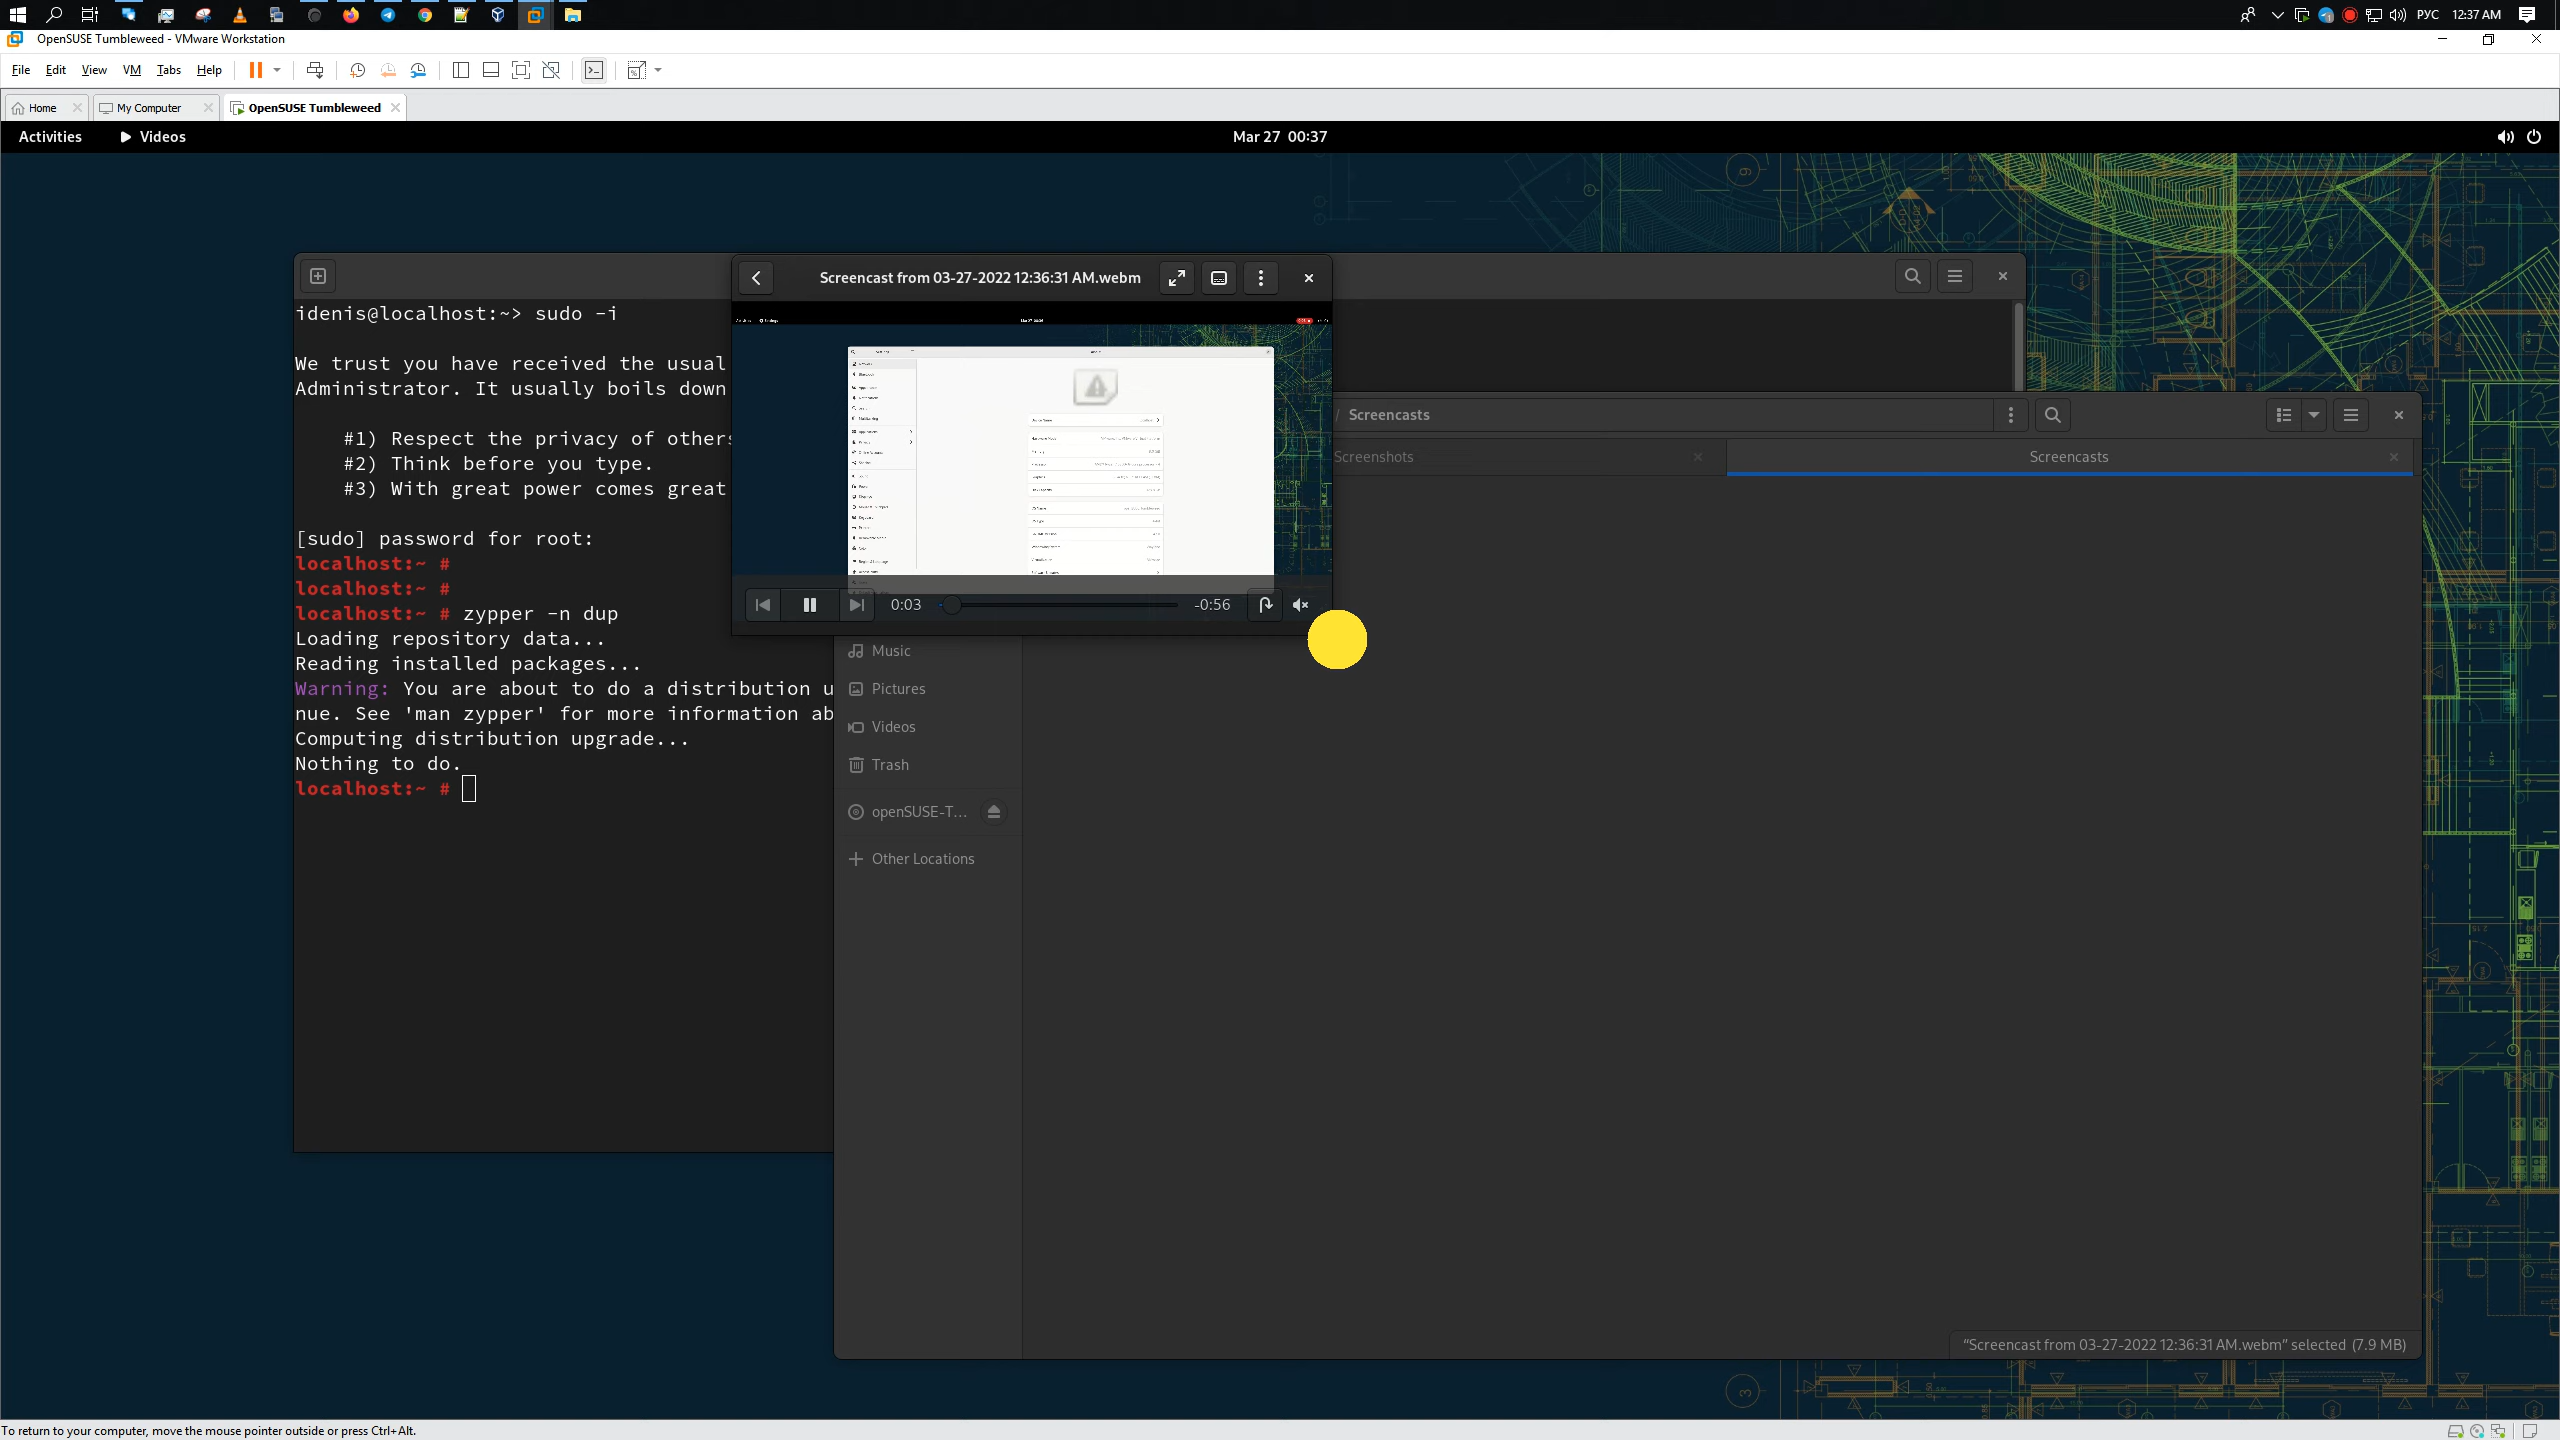 РУС
12:37 AM
OpenSUSE Tumbleweed - VMware Workstation
File Edit View VM Tabs Help
Home
My Computer
OpenSUSE Tumbleweed
Activities
Videos
Mar 27 00:37
Screencast from 03-27-2022 12:36:31 AM.webm
idenis@localhost:~> sudo -i
We trust you have received the usual
Administrator. It usually boils down
#1) Respect the privacy of others
#2) Think before you type.
#3) With great power comes great
[sudo] password for root:
localhost:~ #
localhost:~ #
localhost:~ # zypper -n dup
Loading repository data...
Reading installed packages...
Warning: You are about to do a distribution u
nue. See 'man zypper' for more information ab
Computing distribution upgrade...
Nothing to do.
localhost:~ #
0:03
-0:56
/ Screencasts
Screenshots
Screencasts
Music
Pictures
Videos
Trash
openSUSE-T...
Other Locations
“Screencast from 03-27-2022 12:36:31 AM.webm” selected (7.9 MB)
To return to your computer, move the mouse pointer outside or press Ctrl+Alt.